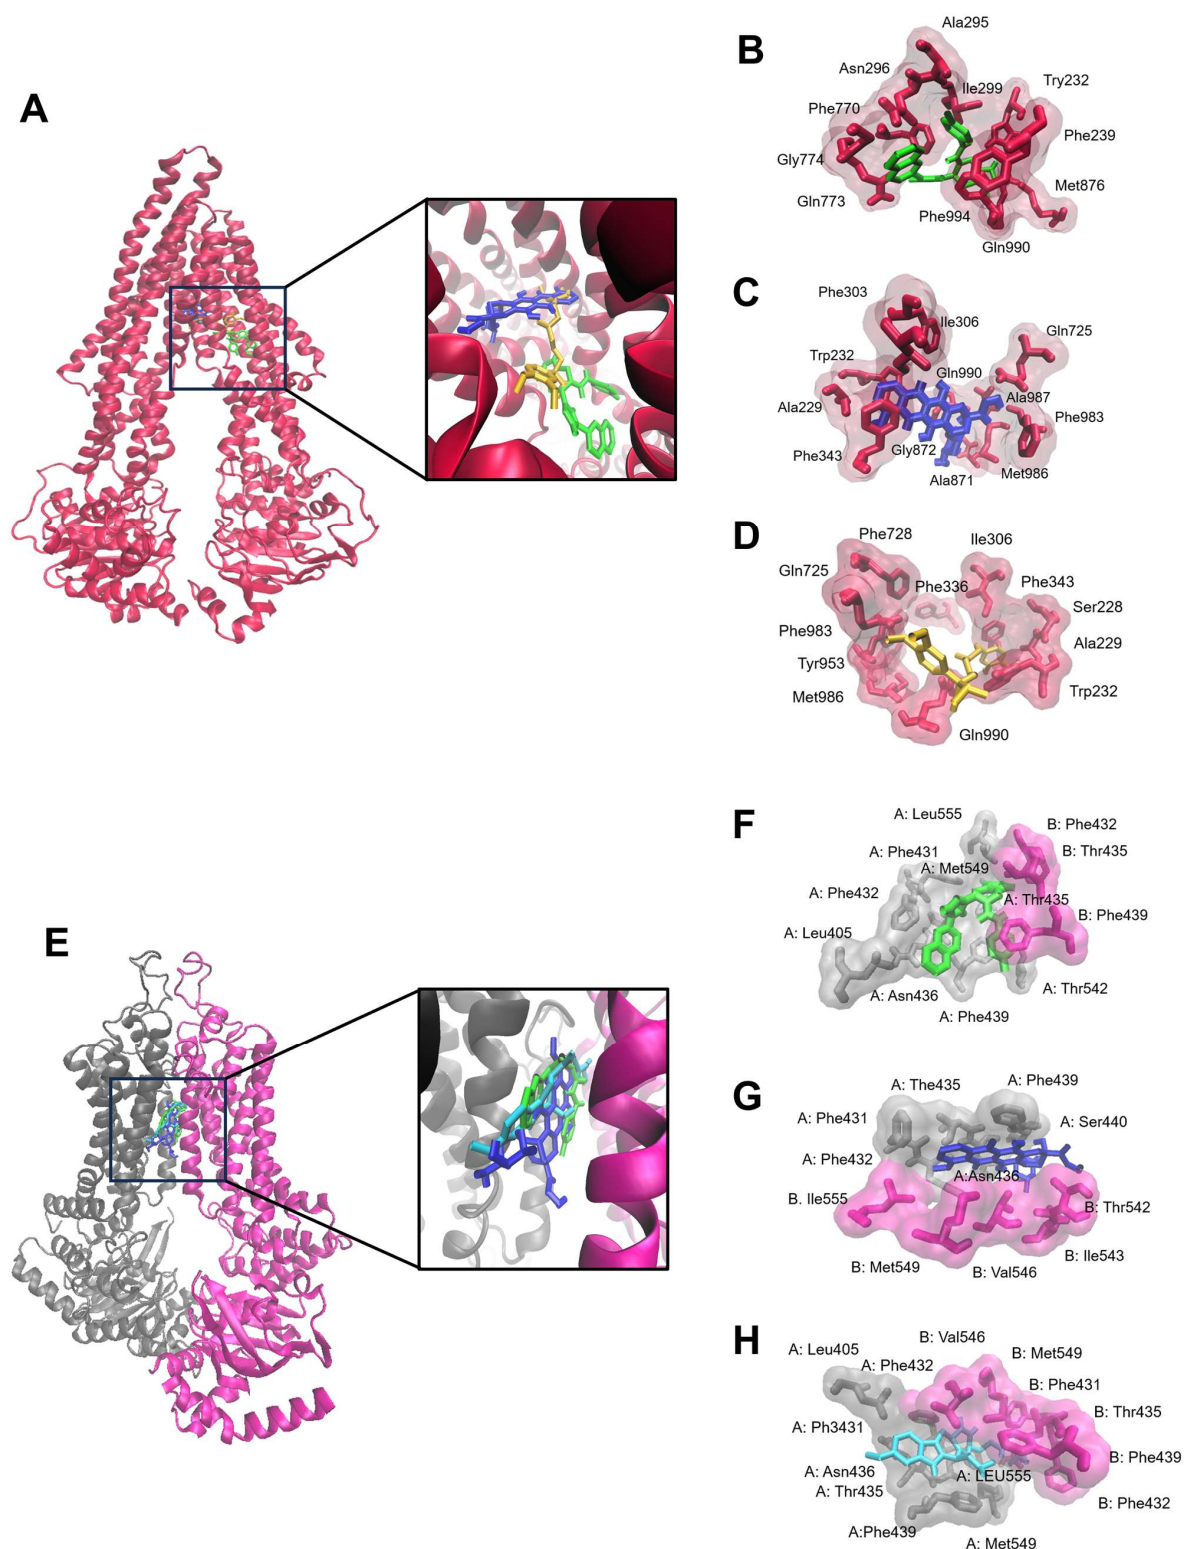 A
B
Ala295
Asn296
Ile299
Try232
Phe770
Phe239
Gly774
Met876
Gln773
Phe994
Gln990
C
Phe303
Ile306
Gln725
Trp232
Gln990
Ala987
Ala229
Phe983
Phe343
Gly872
Ala871
Met986
D
Phe728
Ile306
Gln725
Phe336
Phe343
Ser228
Phe983
Ala229
Tyr953
Met986
Trp232
Gln990
E
F
A: Leu555
B: Phe432
A: Phe431
B: Thr435
A: Met549
A: Phe432
A: Thr435
B: Phe439
A: Leu405
A: Asn436
A: Thr542
A: Phe439
G
A: The435
A: Phe439
A: Phe431
A: Ser440
A: Phe432
A:Asn436
B. Ile555
B: Thr542
B: Met549
B: Val546
B: Ile543
H
B: Val546
A: Leu405
A: Phe432
B: Met549
B: Phe431
B: Thr435
A: Ph3431
B: Phe439
A: Asn436
A: LEU555
A: Thr435
B: Phe432
A:Phe439
A: Met549